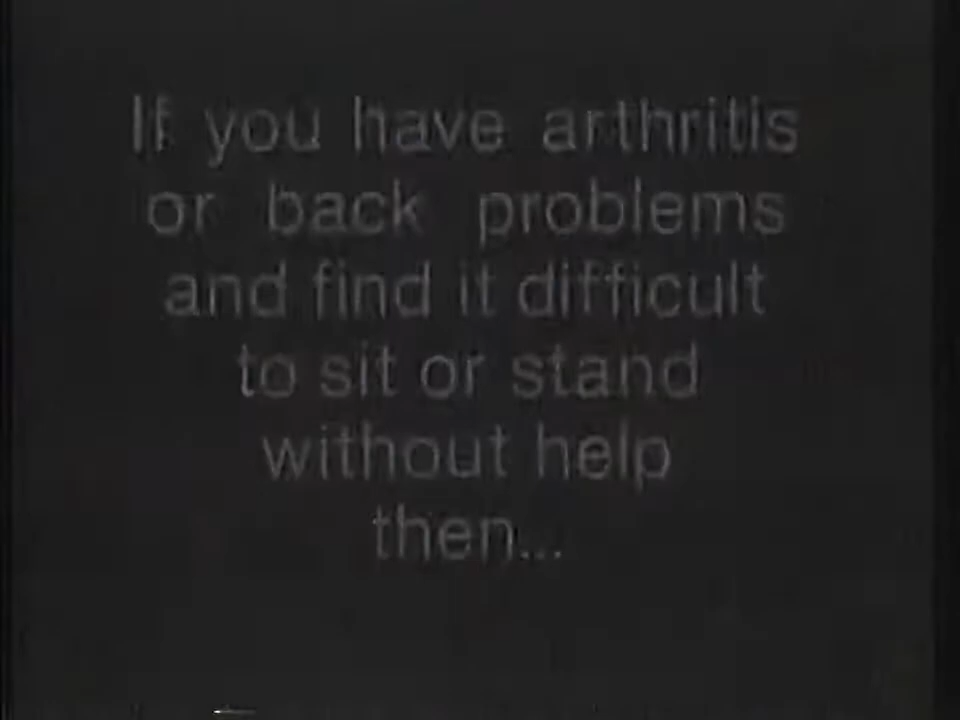 If you have arthritis
or back problems
and find it difficult
to sit or stand
without help
then...